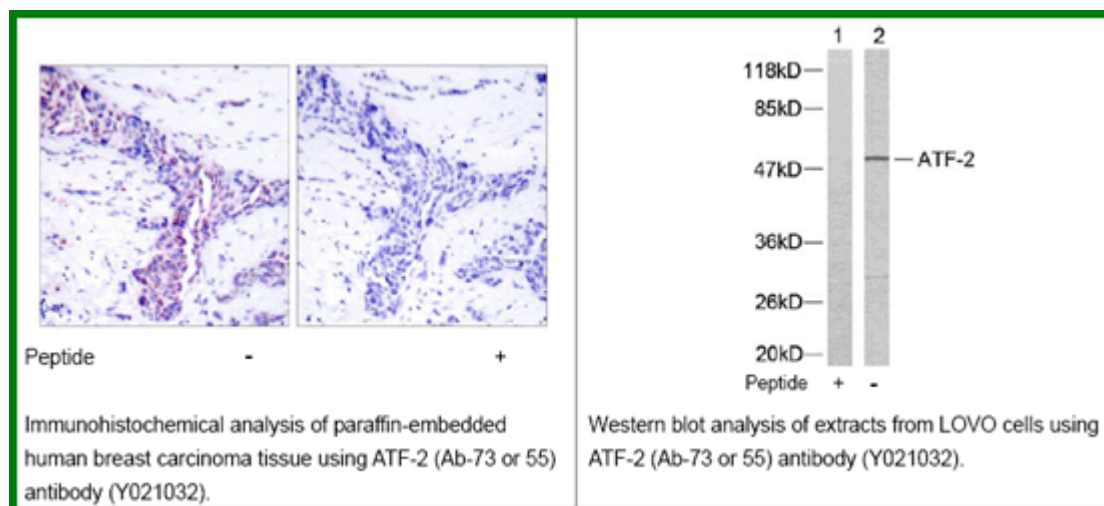 Peptide - +
Immunohistochemical analysis of paraffin-embedded
human breast carcinoma tissue using ATF-2 (Ab-73 or 55)
antibody (Y021032).
1 2
118kD
85kD
ATF-2
47kD
36kD
26kD
20kD
Peptide + -
Western blot analysis of extracts from LOVO cells using
ATF-2 (Ab-73 or 55) antibody (Y021032).